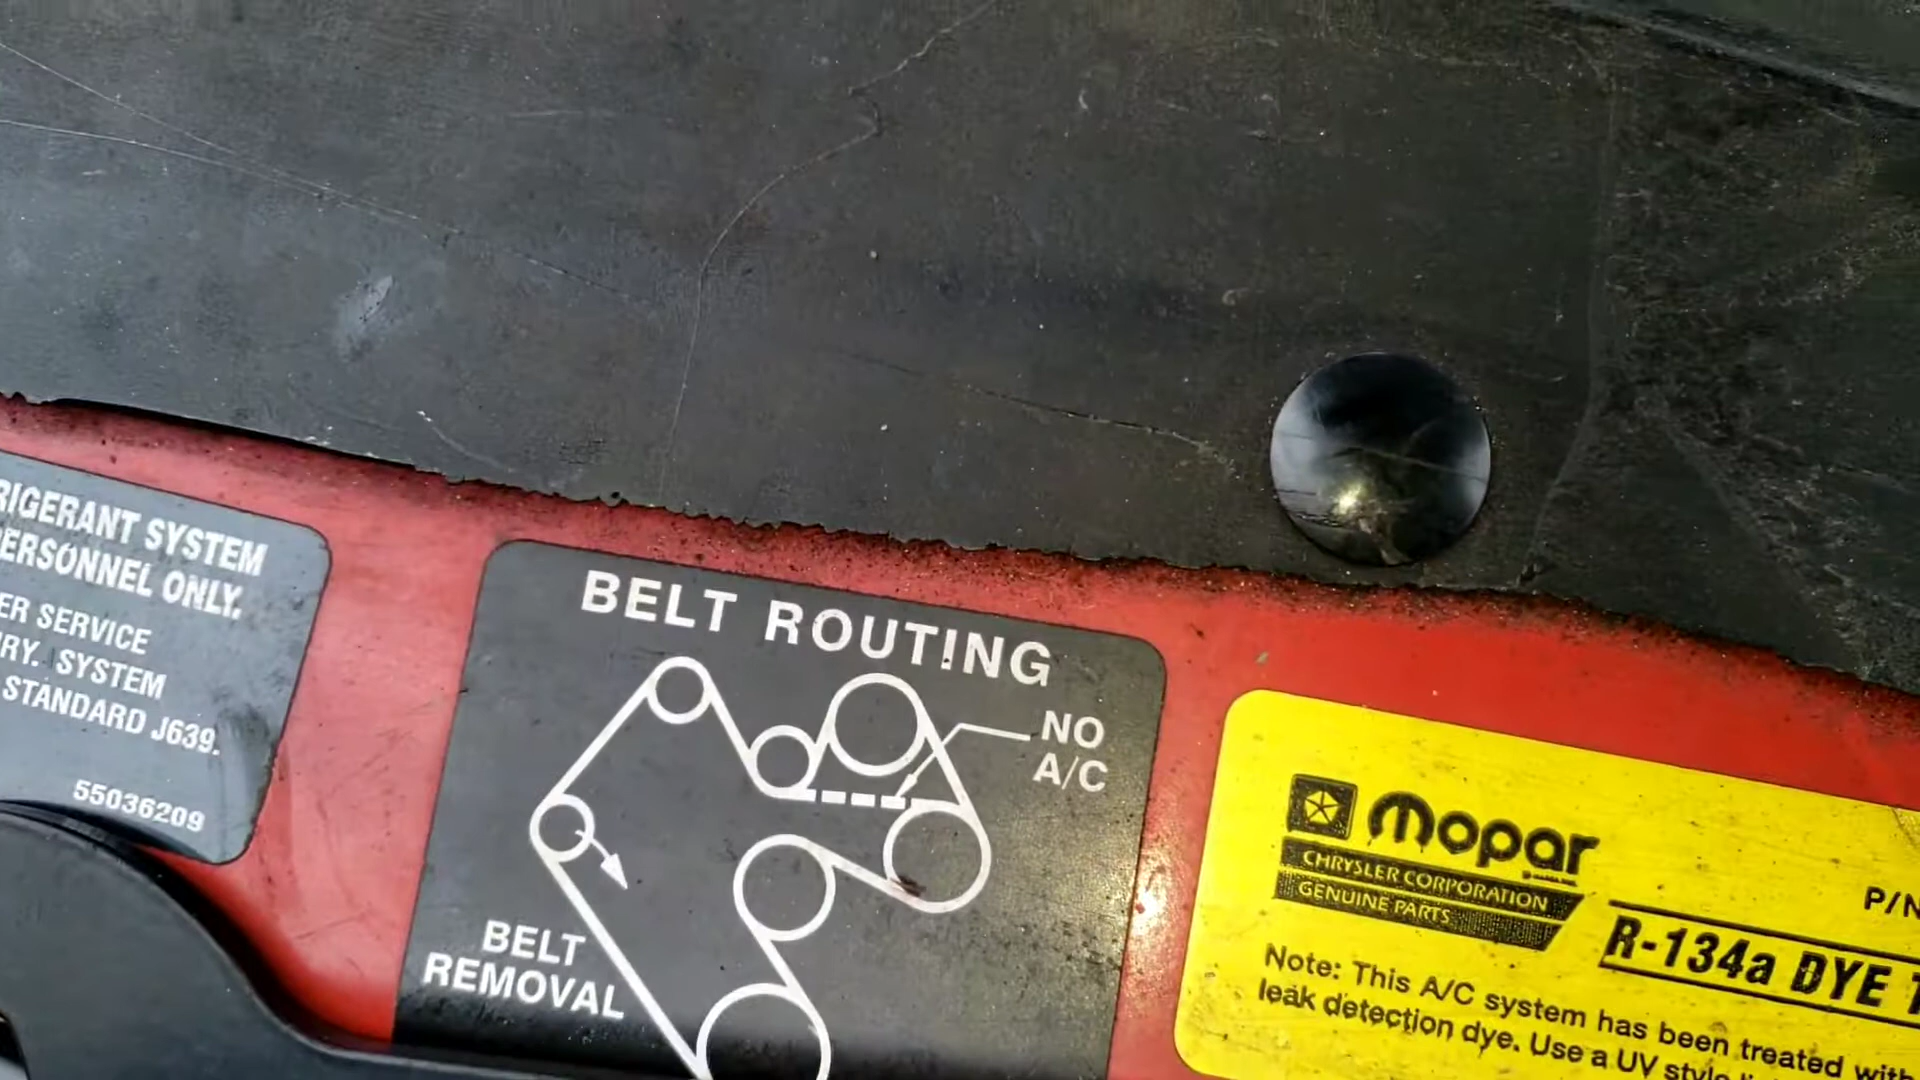 RIGERANT SYSTEM
ERSONNEL ONLY.
ER SERVICE
RY. SYSTEM
STANDARD J639.
55036209
BELT ROUTING
NO
A/C
BELT
REMOVAL
mopar
CHRYSLER CORPORATION
GENUINE PARTS
P/N
R-134a DYE
Note: This A/C system has been treated with
leak detection dye. Use a UV style